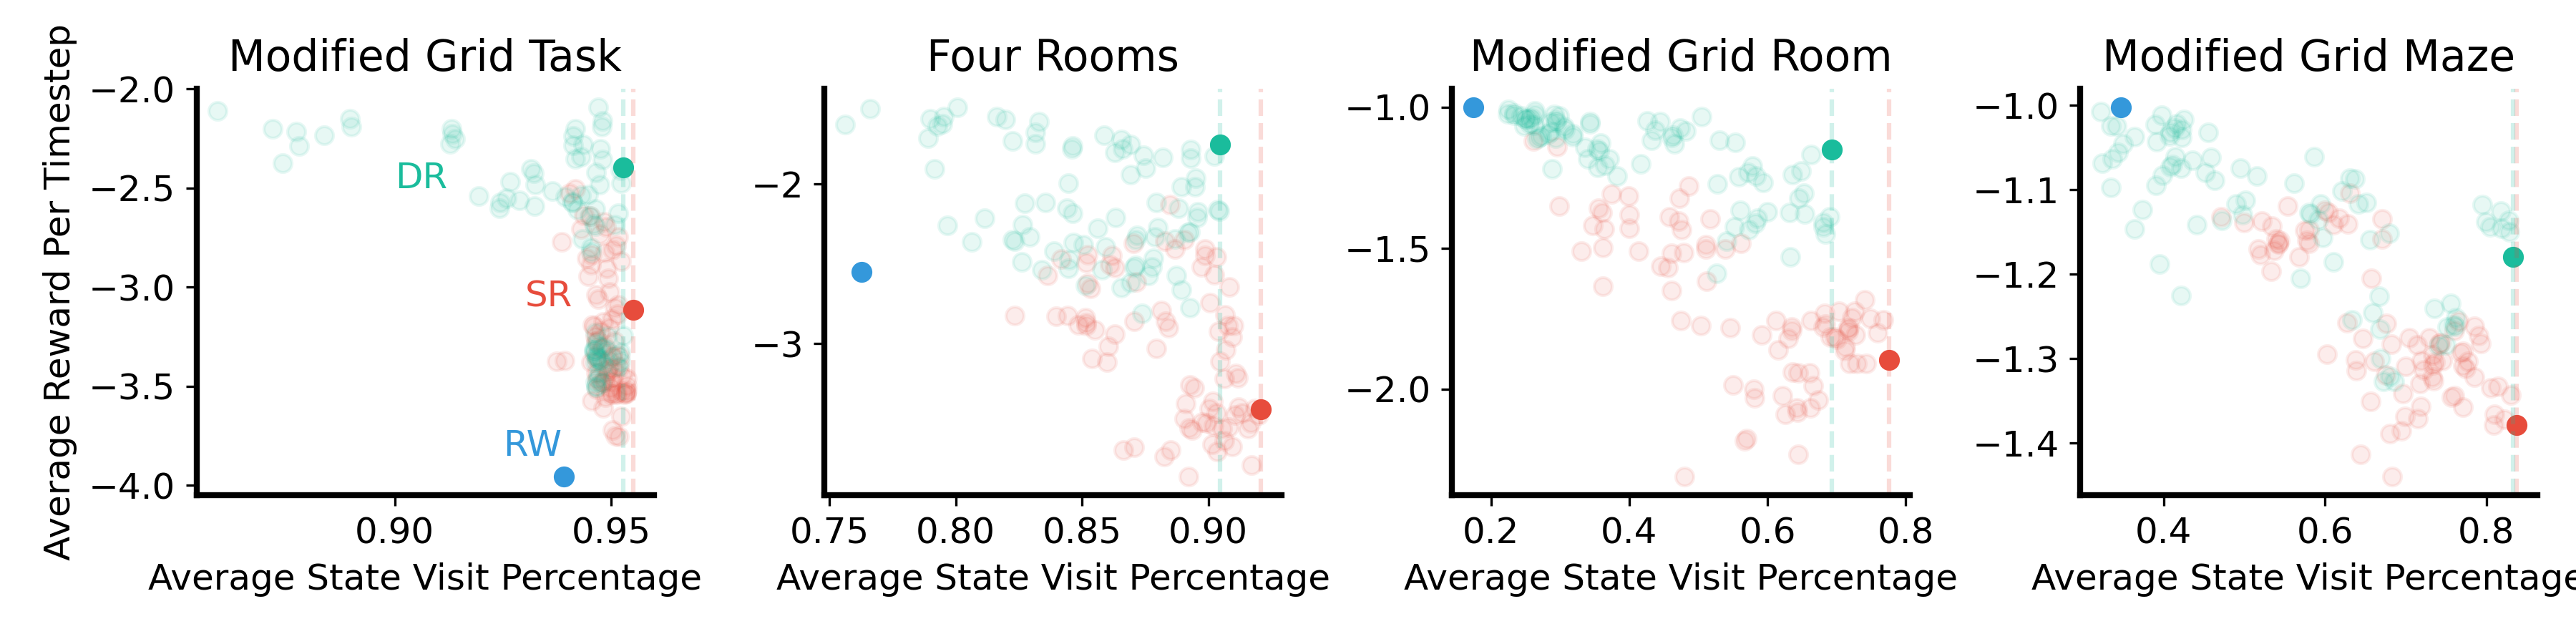 Average Reward Per Timestep
Modified Grid Task
−2.0
−2.5
−3.0
−3.5
−4.0
DR
SR
RW
0.90 0.95
Average State Visit Percentage
Four Rooms
−2
−3
0.75 0.80 0.85 0.90
Average State Visit Percentage
Modified Grid Room
−1.0
−1.5
−2.0
0.2 0.4 0.6 0.8
Average State Visit Percentage
Modified Grid Maze
−1.0
−1.1
−1.2
−1.3
−1.4
0.4 0.6 0.8
Average State Visit Percentage